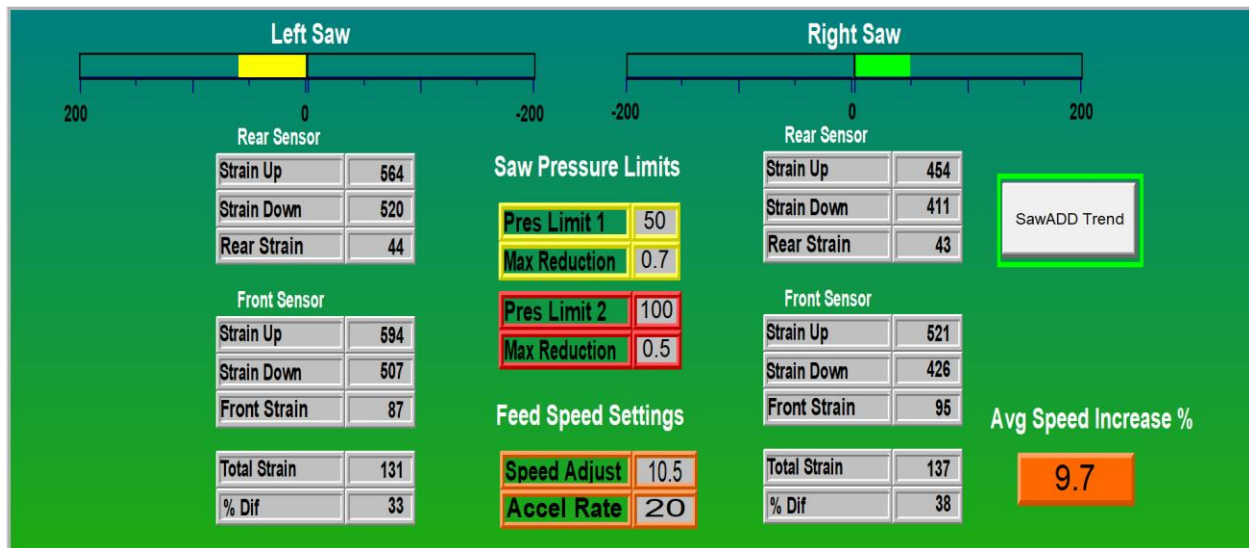 Left Saw
200 0 -200
Right Saw
-200 0 200
Rear Sensor
Strain Up 564
Strain Down 520
Rear Strain 44
Front Sensor
Strain Up 594
Strain Down 507
Front Strain 87
Total Strain 131
% Dif 33
Saw Pressure Limits
Pres Limit 1 50
Max Reduction 0.7
Pres Limit 2 100
Max Reduction 0.5
Feed Speed Settings
Speed Adjust 10.5
Accel Rate 20
Rear Sensor
Strain Up 454
Strain Down 411
Rear Strain 43
Front Sensor
Strain Up 521
Strain Down 426
Front Strain 95
Total Strain 137
% Dif 38
SawADD Trend
Avg Speed Increase %
9.7